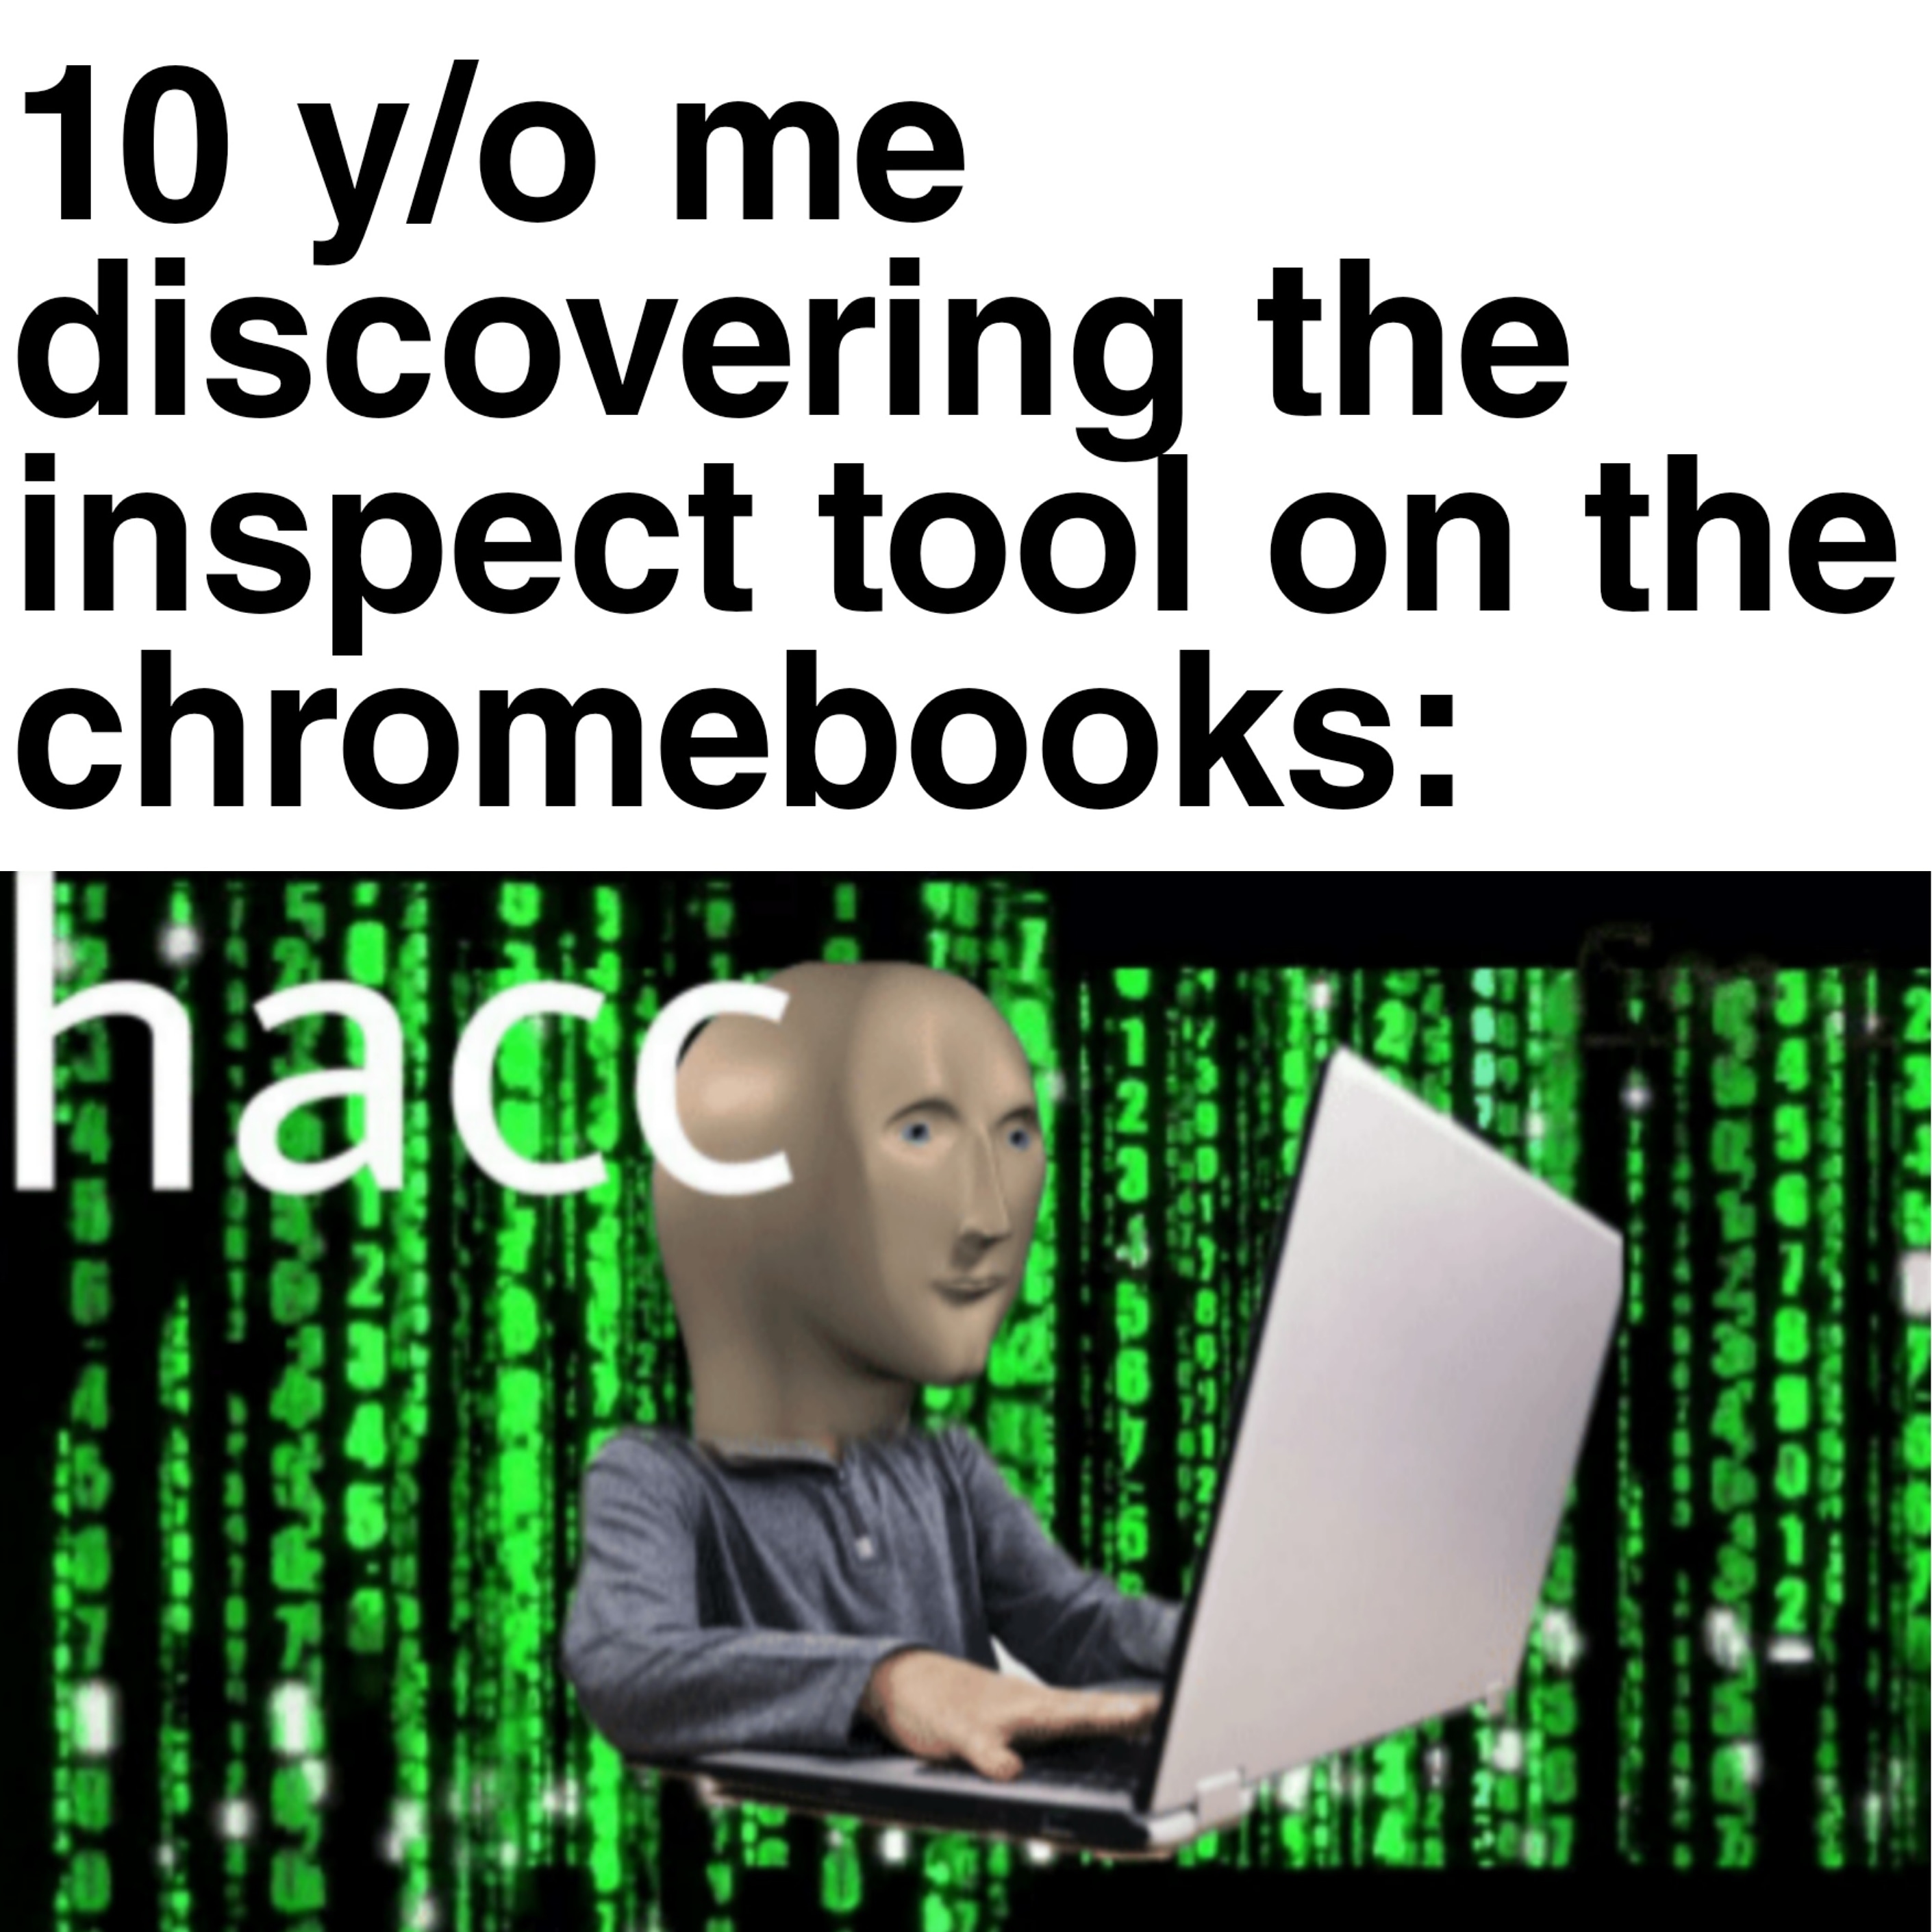 10 y/o me
discovering the
inspect tool on the
chromebooks:
hacc